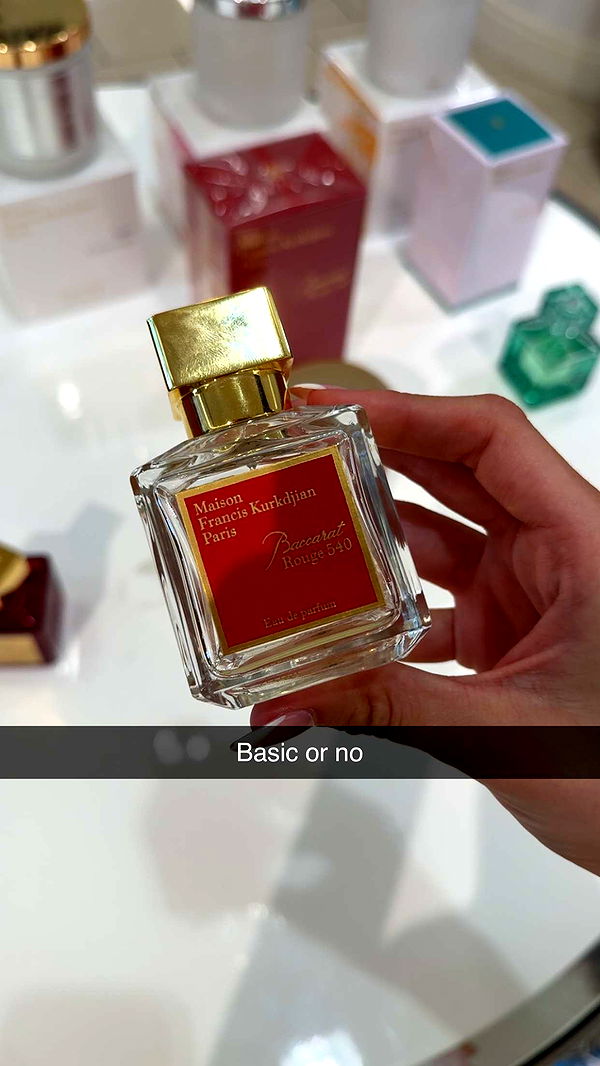 Maison
Francis Kurkdjian
Paris
Baccarat
Rouge 540
Eau de parfum
Basic or no